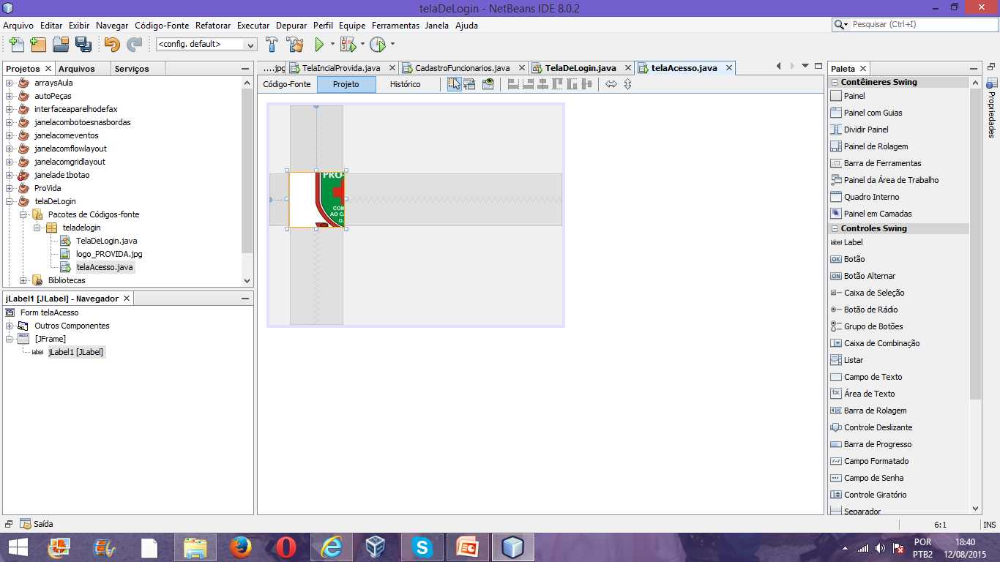 telaDeLogin - NetBeans IDE 8.0.2
Arquivo Editar Exibir Navegar Código-Fonte Refatorar Executar Depurar Perfil Equipe Ferramentas Janela Ajuda
Pesquisar (Ctrl+I)
<config. default>
Projetos Arquivos Serviços
....jpg TelaIncialProvida.java CadastroFuncionarios.java TelaDeLogin.java telaAcesso.java
Código-Fonte Projeto Histórico
arraysAula
autoPeças
interfaceaparelhodefax
janelacombotoesnasbordas
janelacomeventos
janelacomflowlayout
janelacomgridlayout
janelade1botao
ProVida
telaDeLogin
Pacotes de Códigos-fonte
teladelogin
TelaDeLogin.java
logo_PROVIDA.jpg
telaAcesso.java
Bibliotecas
jLabel1 [JLabel] - Navegador
Form telaAcesso
Outros Componentes
[JFrame]
label jLabel1 [JLabel]
PRO-
COM
AO C
O.
Paleta
Contêineres Swing
Painel
Painel com Guias
Dividir Painel
Painel de Rolagem
Barra de Ferramentas
Painel da Área de Trabalho
Quadro Interno
Painel em Camadas
Controles Swing
label Label
OK Botão
ON Botão Alternar
Caixa de Seleção
Botão de Rádio
Grupo de Botões
Caixa de Combinação
Listar
Campo de Texto
tx Área de Texto
Barra de Rolagem
Controle Deslizante
Barra de Progresso
Campo Formatado
Campo de Senha
Controle Giratório
Separador
Propriedades
Saída
6:1 INS
POR
PTB2
18:40
12/08/2015